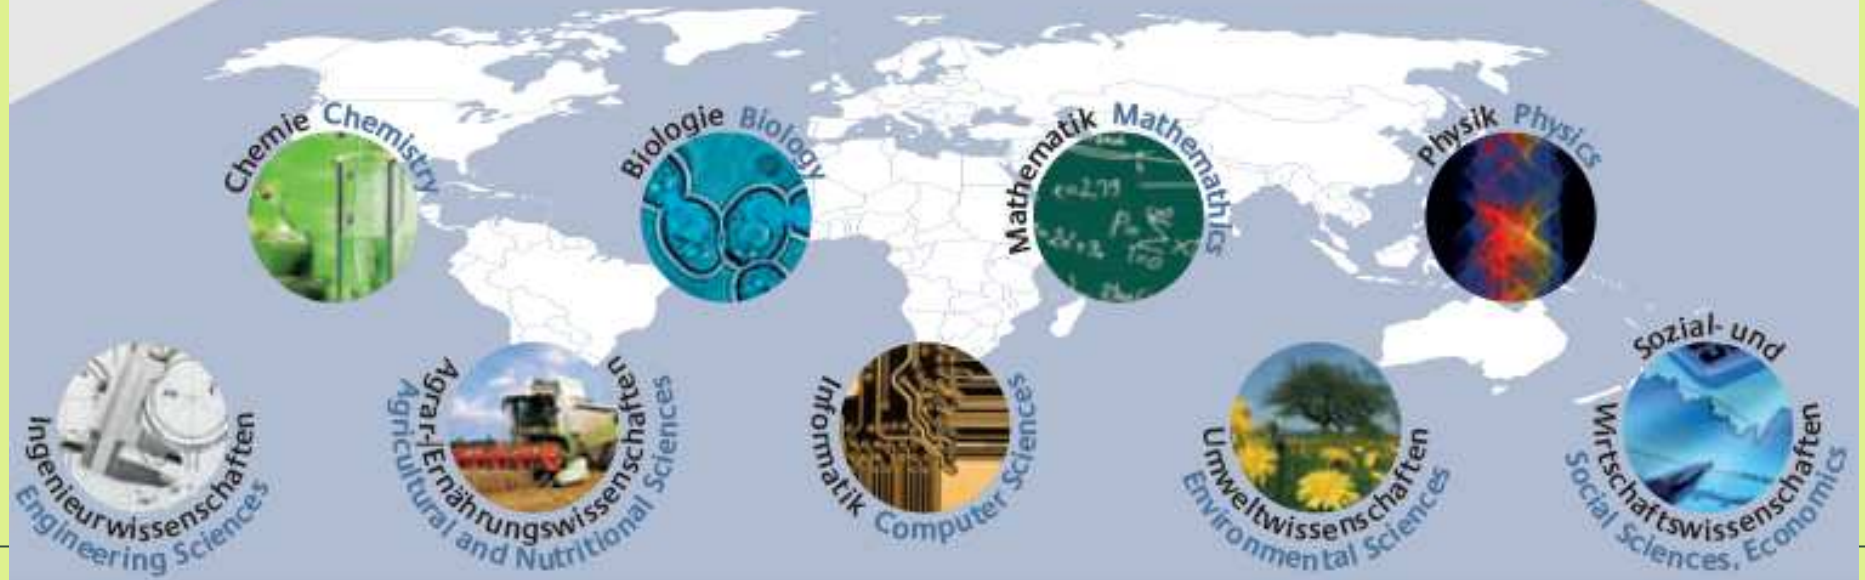 Chemie Chemistry
Biologie Biology
Mathematik Mathemathics
Physik Physics
Ingenieurwissenschaften
Engineering Sciences
Agrar-/Ernährungswissenschaften
Agricultural and Nutritional Sciences
Informatik Computer Sciences
Umweltwissenschaften
Environmental Sciences
Sozial- und
Wirtschaftswissenschaften
Social Sciences, Economics